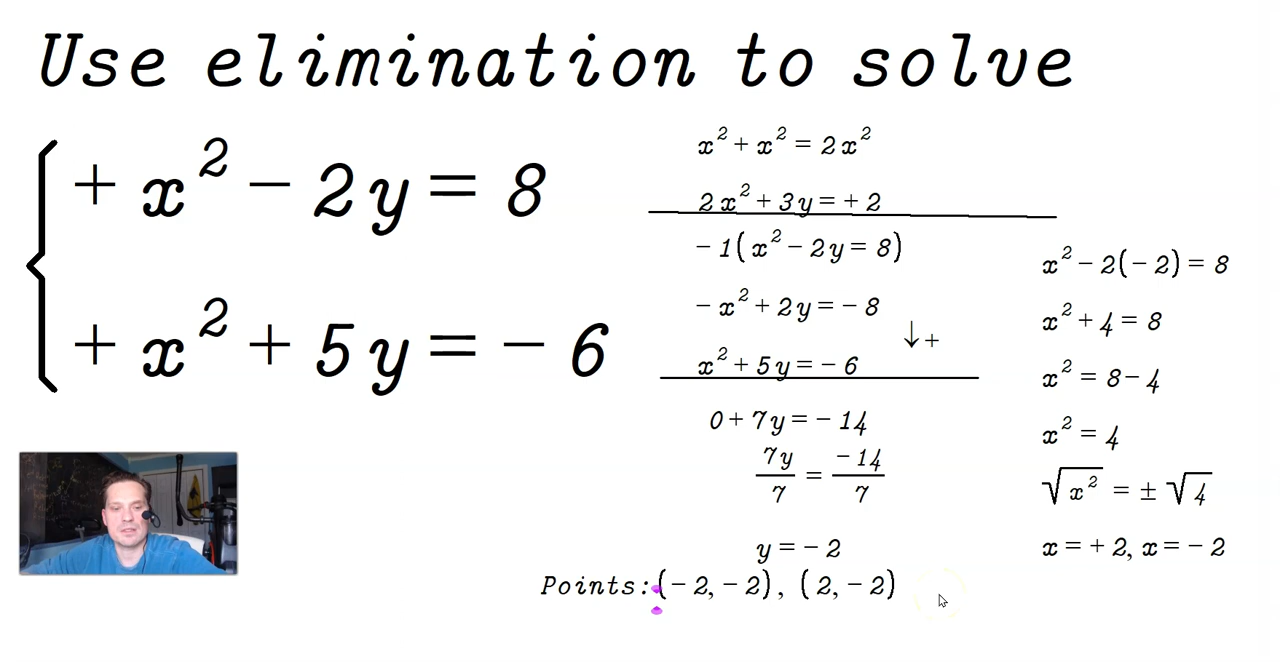 Use elimination to solve
+ x² − 2y = 8
+ x² + 5y = − 6
x² + x² = 2x²
2x² + 3y = + 2
− 1(x² − 2y = 8)
− x² + 2y = − 8
↓+
x² + 5y = − 6
0 + 7y = − 14
7y/7 = −14/7
y = − 2
x² − 2(− 2) = 8
x² + 4 = 8
x² = 8 − 4
x² = 4
√x² = ± √4
x = + 2, x = − 2
Points: (− 2, − 2), (2, − 2)